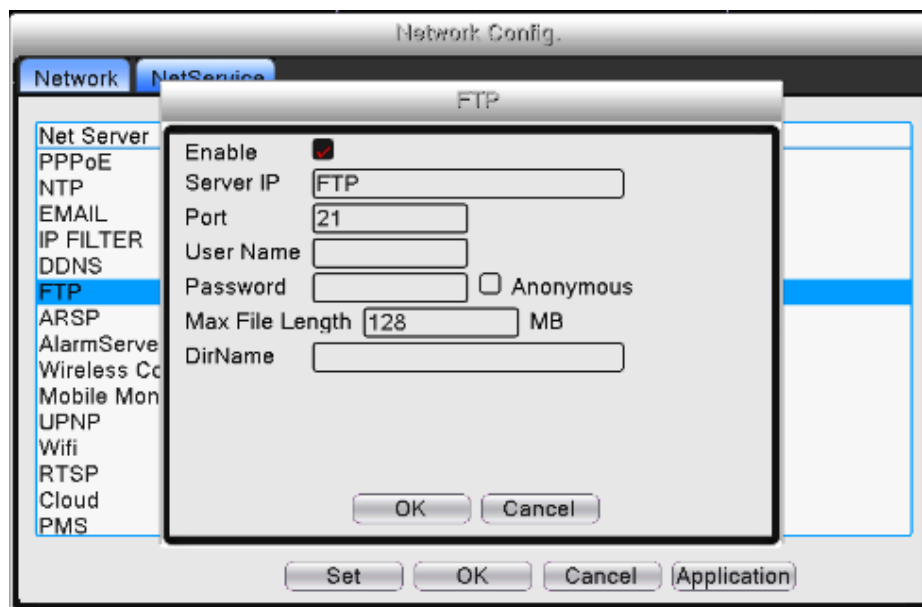 Network Config.
Network NetService
FTP
Net Server
PPPoE
NTP
EMAIL
IP FILTER
DDNS
FTP
ARSP
AlarmServe
Wireless Co
Mobile Mon
UPNP
Wifi
RTSP
Cloud
PMS
Enable
Server IP FTP
Port 21
User Name
Password Anonymous
Max File Length 128 MB
DirName
OK Cancel
Set OK Cancel Application